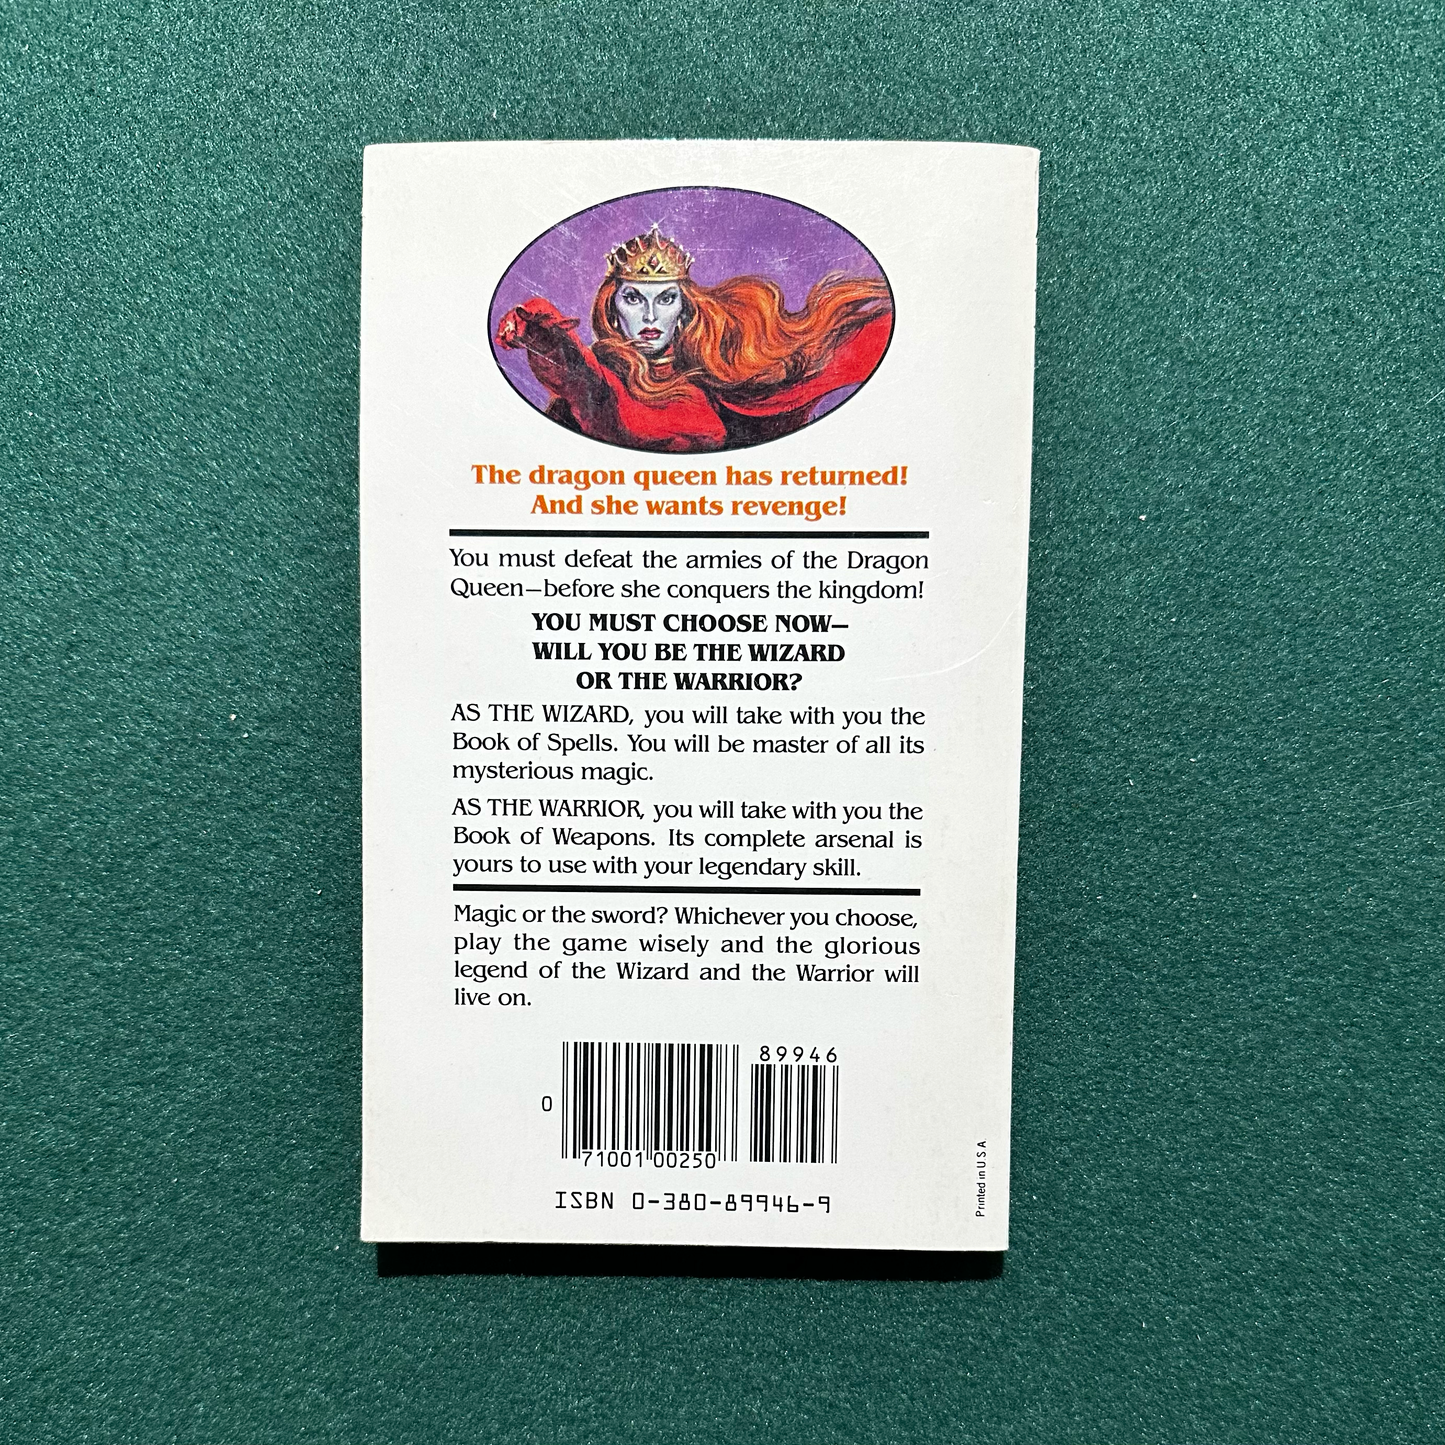 The dragon queen has returned!
And she wants revenge!
You must defeat the armies of the Dragon
Queen—before she conquers the kingdom!
YOU MUST CHOOSE NOW—
WILL YOU BE THE WIZARD
OR THE WARRIOR?
AS THE WIZARD, you will take with you the
Book of Spells. You will be master of all its
mysterious magic.
AS THE WARRIOR, you will take with you the
Book of Weapons. Its complete arsenal is
yours to use with your legendary skill.
Magic or the sword? Whichever you choose,
play the game wisely and the glorious
legend of the Wizard and the Warrior will
live on.
89946
0
71001 00250
ISBN 0-380-89946-9
Printed in U S A